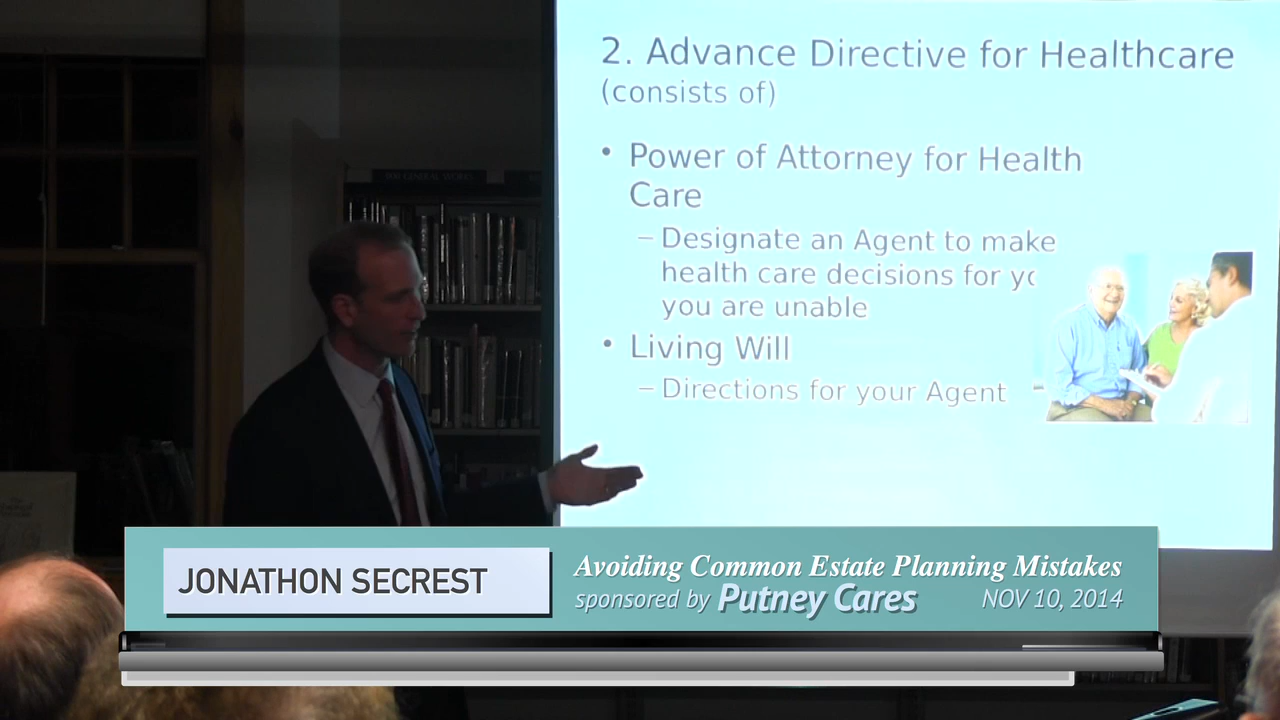 2. Advance Directive for Healthcare
(consists of)
• Power of Attorney for Health
Care
– Designate an Agent to make
health care decisions for yo
you are unable
• Living Will
– Directions for your Agent
JONATHON SECREST
Avoiding Common Estate Planning Mistakes
sponsored by Putney Cares NOV 10, 2014